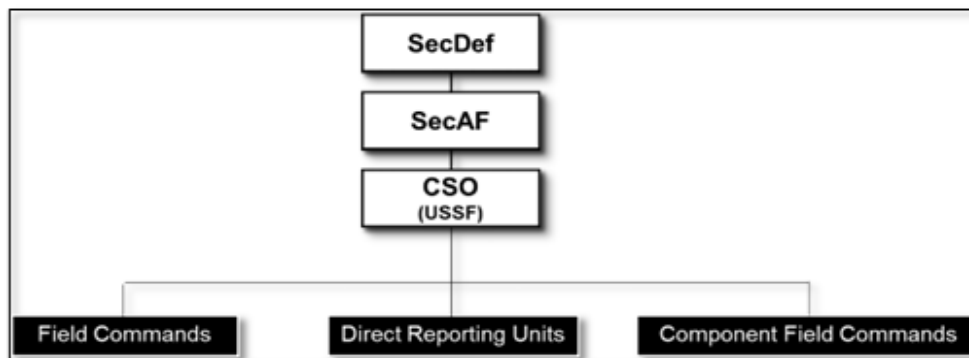 SecDef
SecAF
CSO
(USSF)
Field Commands
Direct Reporting Units
Component Field Commands